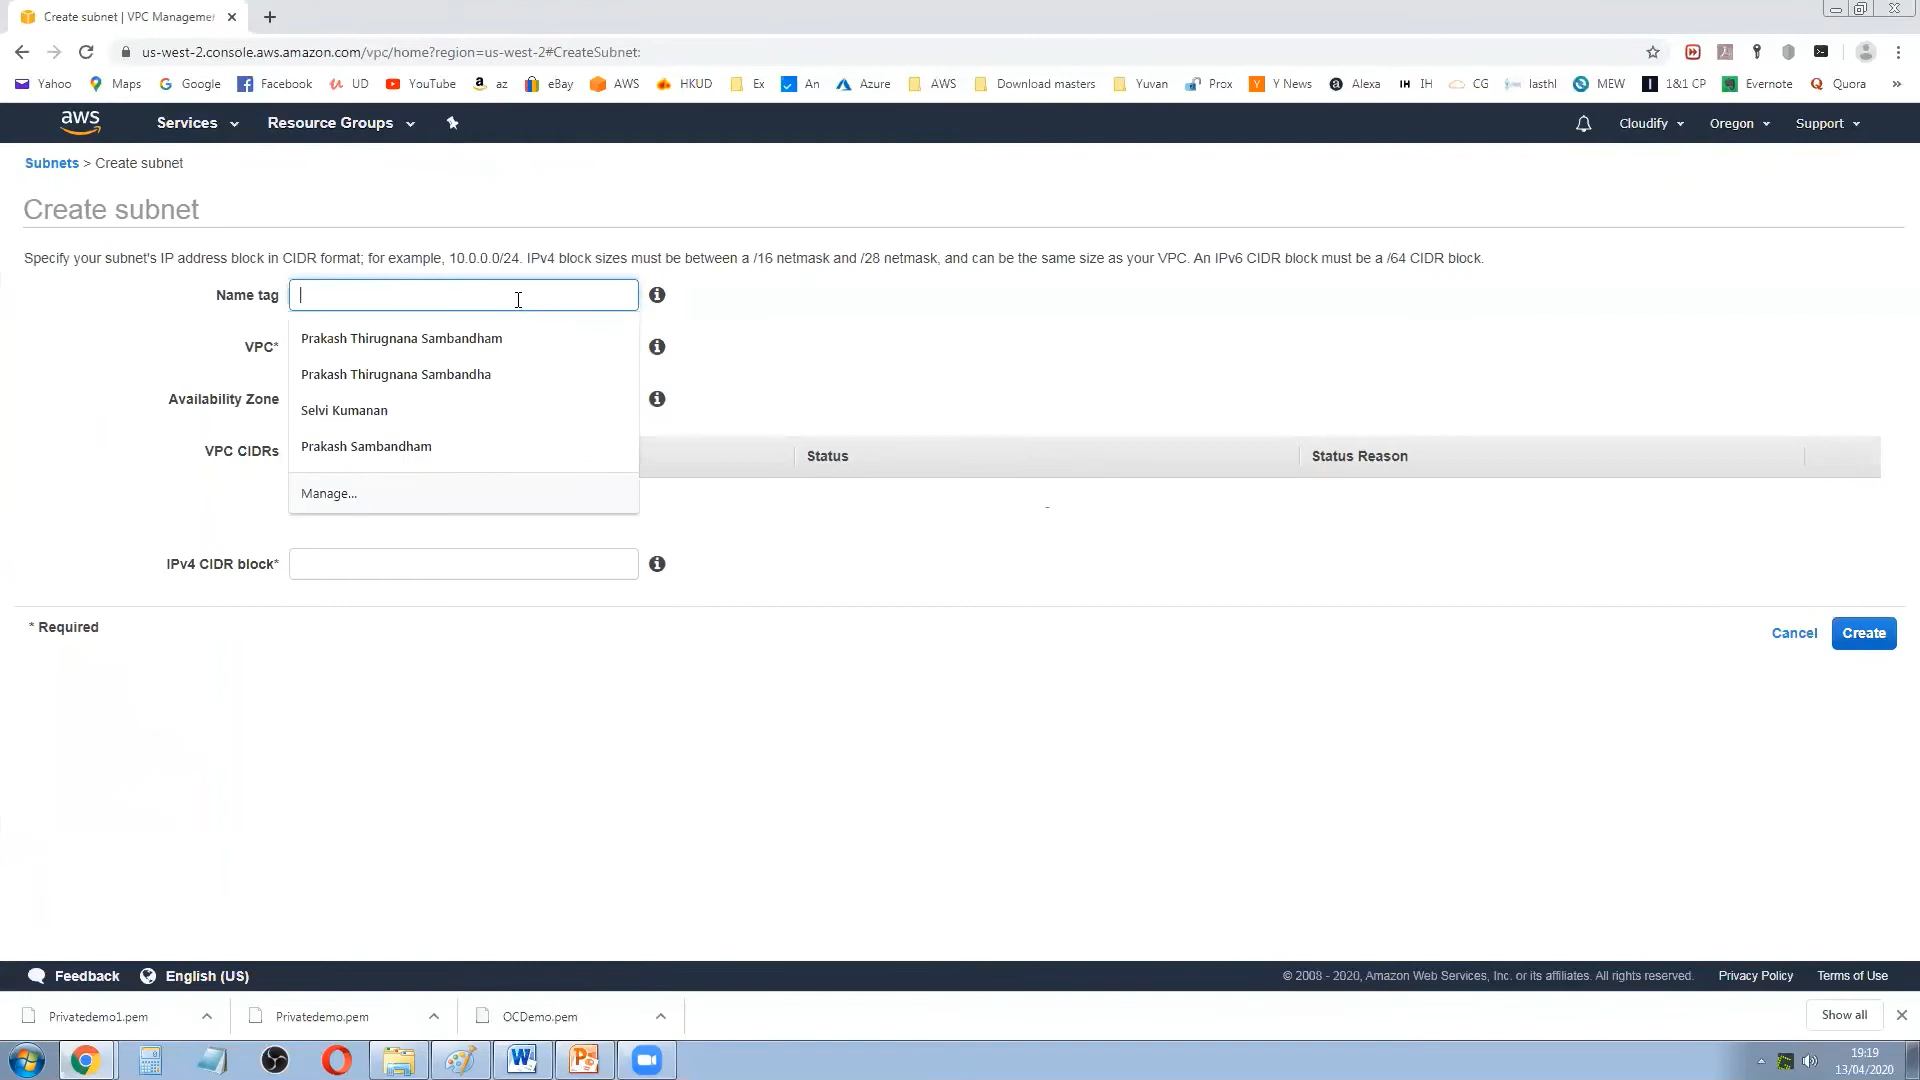 Create subnet | VPC Managemen
us-west-2.console.aws.amazon.com/vpc/home?region=us-west-2#CreateSubnet:
Yahoo Maps Google Facebook UD YouTube az eBay AWS HKUD Ex An Azure AWS Download masters Yuvan Prox Y News Alexa IH IH CG lasthl MEW 1&1 CP Evernote Quora »
aws Services Resource Groups Cloudify Oregon Support
Subnets > Create subnet
Create subnet
Specify your subnet's IP address block in CIDR format; for example, 10.0.0.0/24. IPv4 block sizes must be between a /16 netmask and /28 netmask, and can be the same size as your VPC. An IPv6 CIDR block must be a /64 CIDR block.
Name tag
Prakash Thirugnana Sambandham
VPC*
Prakash Thirugnana Sambandha
Availability Zone
Selvi Kumanan
Prakash Sambandham
VPC CIDRs Status Status Reason
Manage...
-
IPv4 CIDR block*
* Required
Cancel Create
Feedback English (US) © 2008 - 2020, Amazon Web Services, Inc. or its affiliates. All rights reserved. Privacy Policy Terms of Use
Privatedemo1.pem Privatedemo.pem OCDemo.pem Show all
19:19
13/04/2020